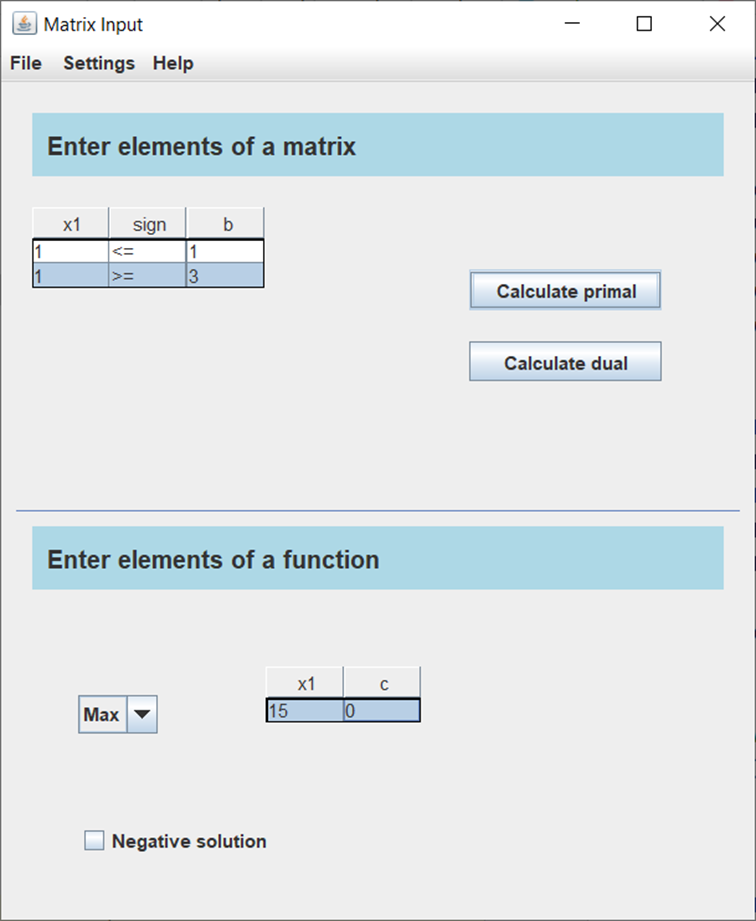 Matrix Input
File Settings Help
Enter elements of a matrix
x1 sign b
1 <= 1
1 >= 3
Calculate primal
Calculate dual
Enter elements of a function
x1 c
15 0
Max
Negative solution